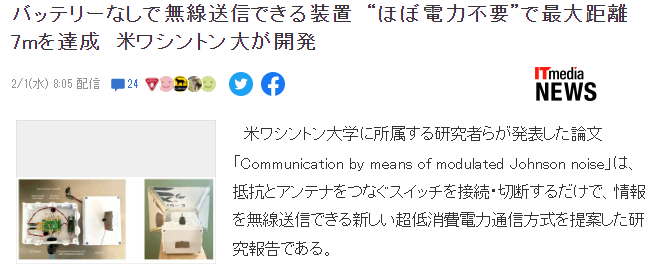 バッテリーなしで無線送信できる装置　“ほぼ電力不要”で最大距離
7mを達成　米ワシントン大が開発
2/1(水) 8:05 配信
24
ITmedia
NEWS
米ワシントン大学に所属する研究者らが発表した論文
「Communication by means of modulated Johnson noise」は、
抵抗とアンテナをつなぐスイッチを接続・切断するだけで、情報
を無線送信できる新しい超低消費電力通信方式を提案した研
究報告である。